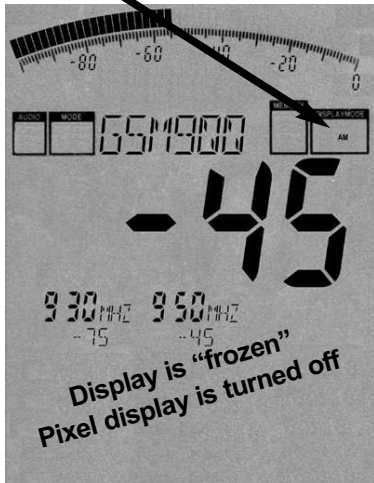 -80 -60 -40 -20 0
AUDIO MODE GSM900 DISPLAYMODE
AM
-45
930MHZ 950MHZ
-75 -45
Display is “frozen”
Pixel display is turned off